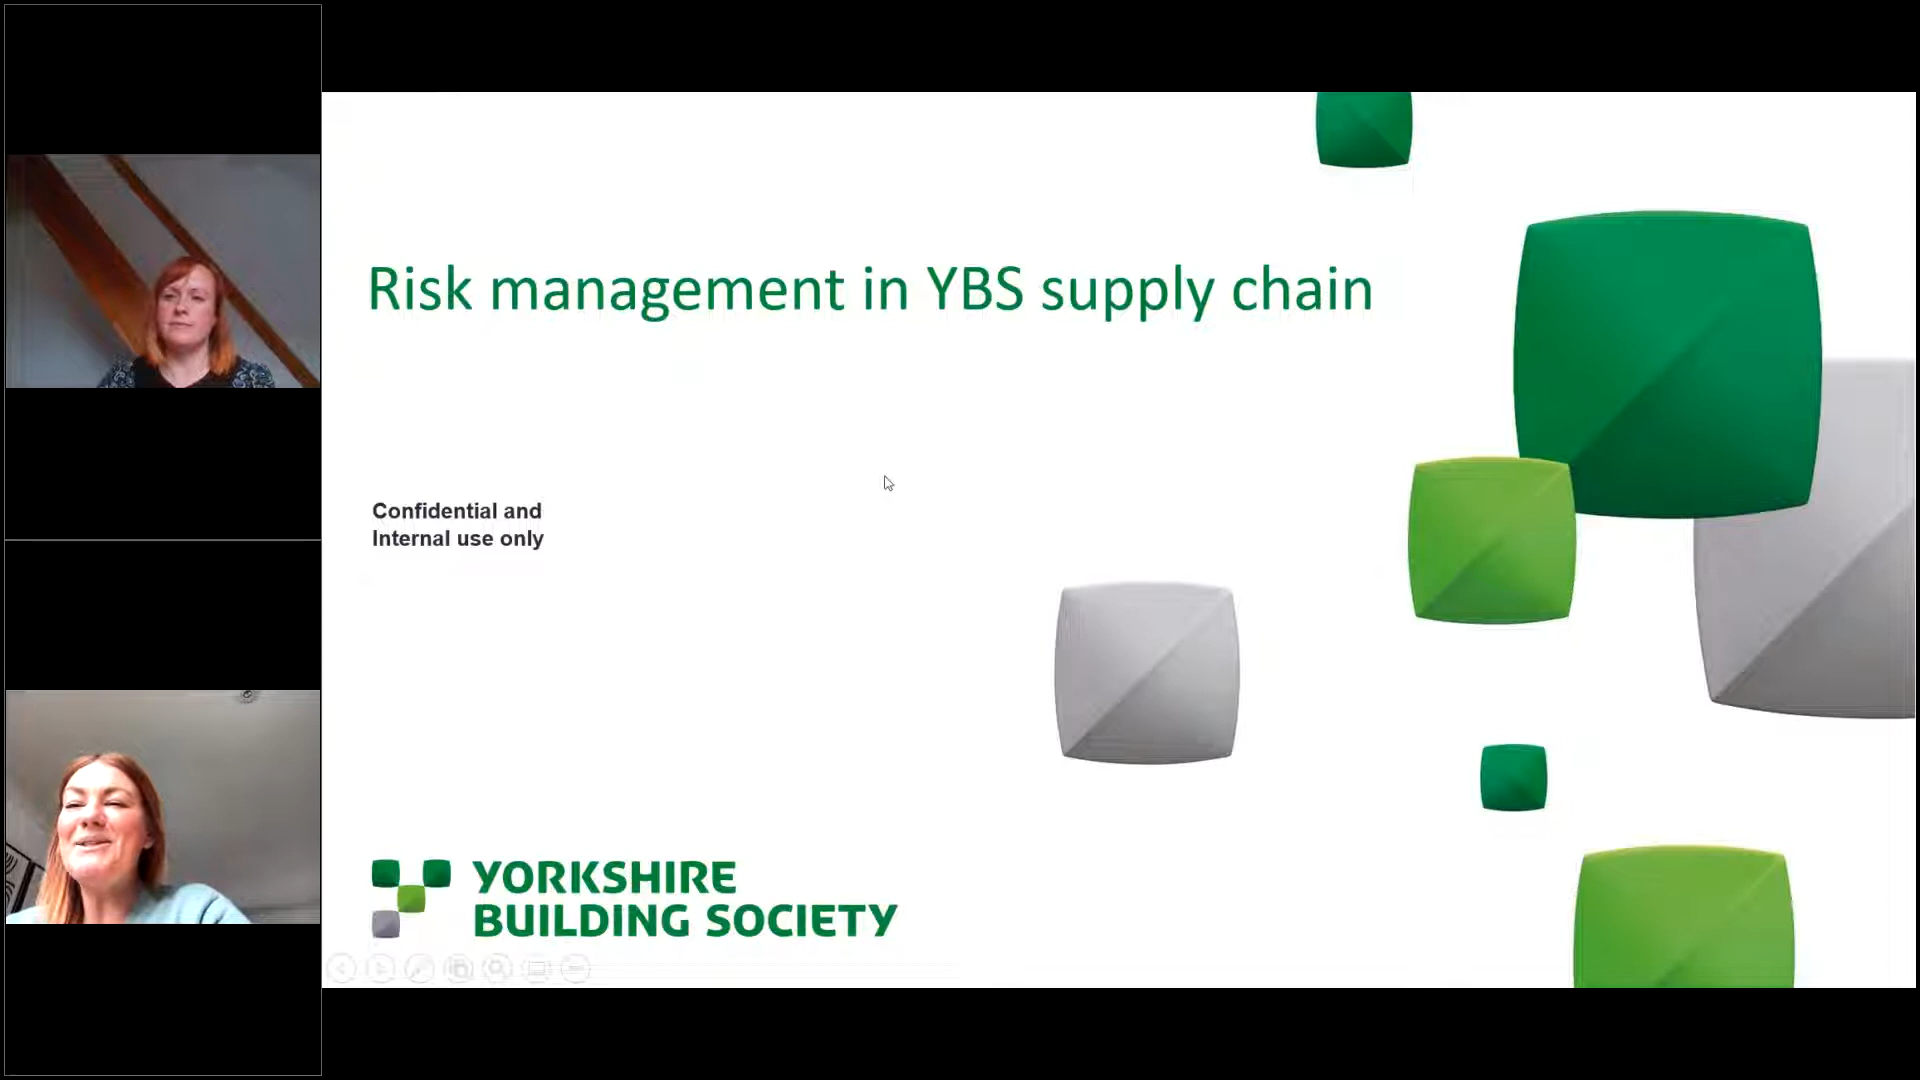 Risk management in YBS supply chain
Confidential and
Internal use only
YORKSHIRE
BUILDING SOCIETY